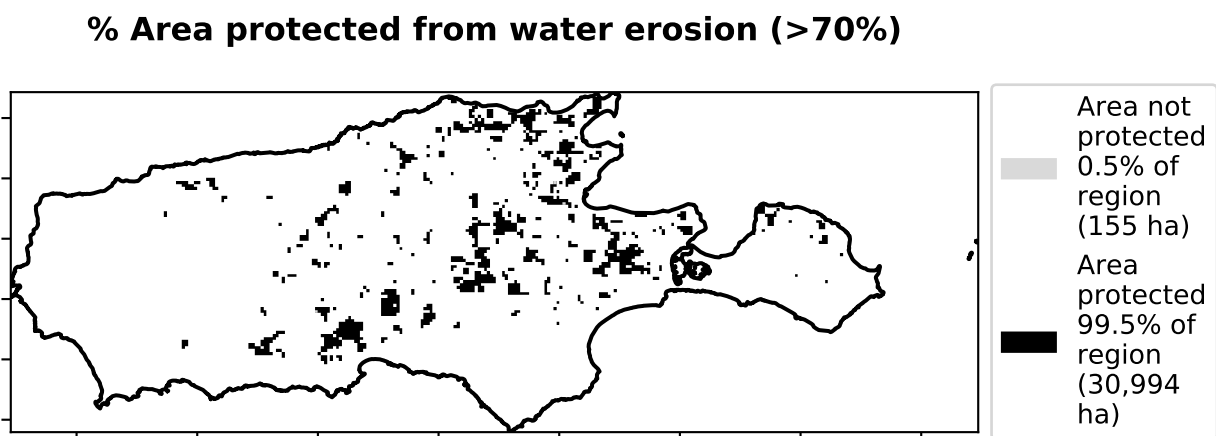 % Area protected from water erosion (>70%)
Area not
protected
0.5% of
region
(155 ha)
Area
protected
99.5% of
region
(30,994
ha)